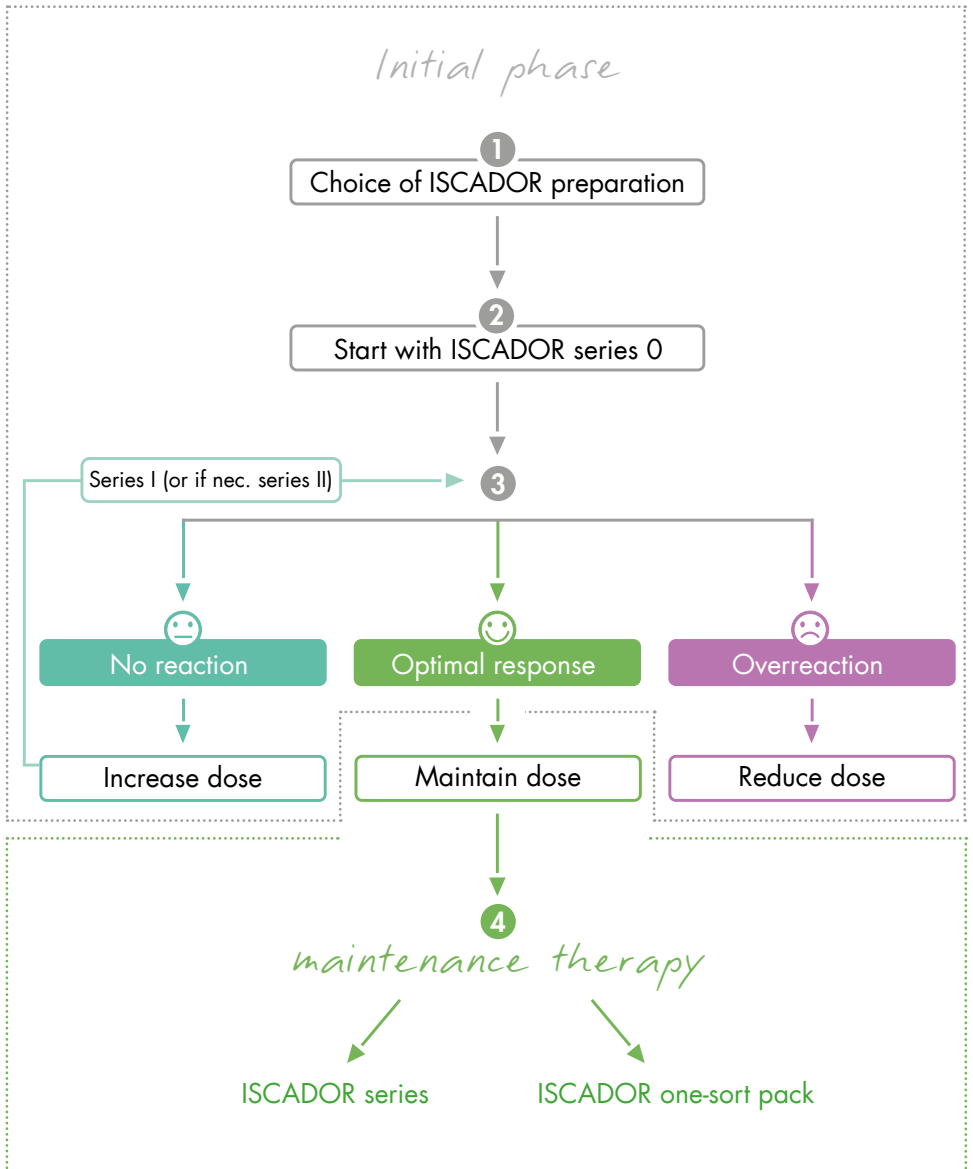 Initial phase
1
Choice of ISCADOR preparation
2
Start with ISCADOR series 0
Series I (or if nec. series II)
3
No reaction
Optimal response
Overreaction
Increase dose
Maintain dose
Reduce dose
4
maintenance therapy
ISCADOR series
ISCADOR one-sort pack